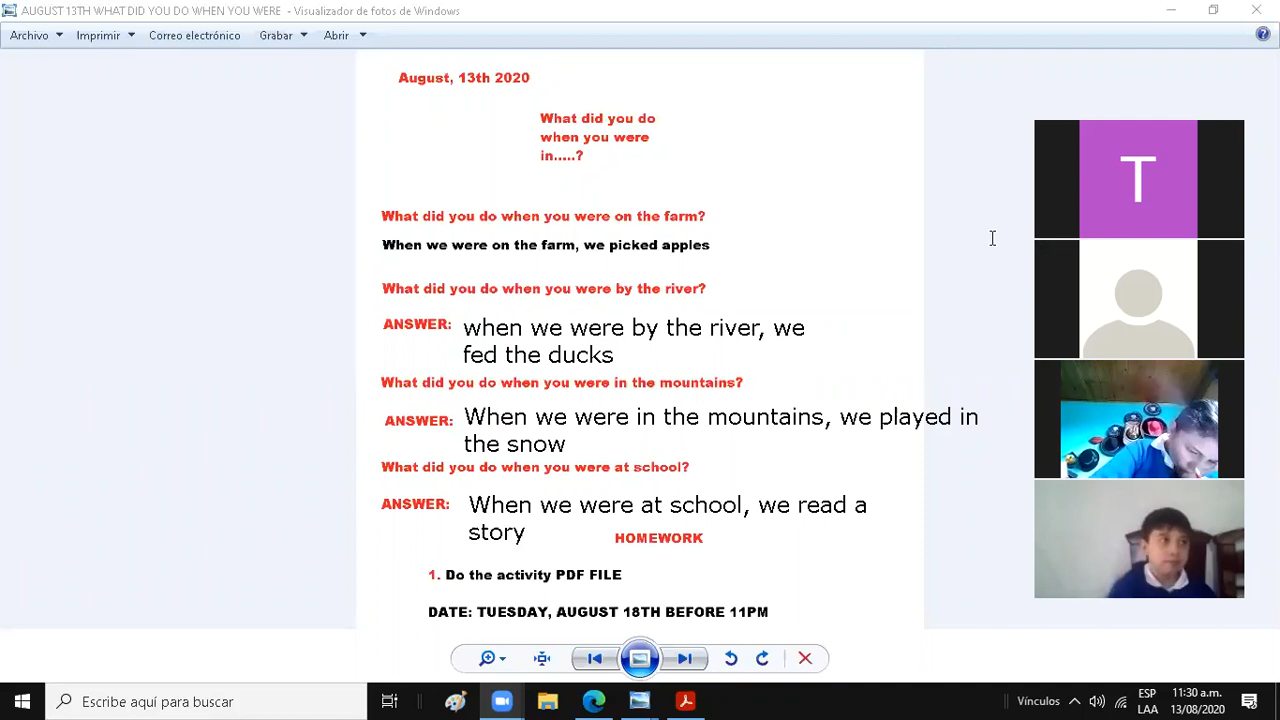 AUGUST 13TH WHAT DID YOU DO WHEN YOU WERE - Visualizador de fotos de Windows
Archivo Imprimir Correo electrónico Grabar Abrir
August, 13th 2020
What did you do
when you were
in.....?
What did you do when you were on the farm?
When we were on the farm, we picked apples
What did you do when you were by the river?
ANSWER: when we were by the river, we
fed the ducks
What did you do when you were in the mountains?
ANSWER: When we were in the mountains, we played in
the snow
What did you do when you were at school?
ANSWER: When we were at school, we read a
story
HOMEWORK
1. Do the activity PDF FILE
DATE: TUESDAY, AUGUST 18TH BEFORE 11PM
T
Escribe aquí para buscar
Vínculos
ESP
LAA
11:30 a.m.
13/08/2020